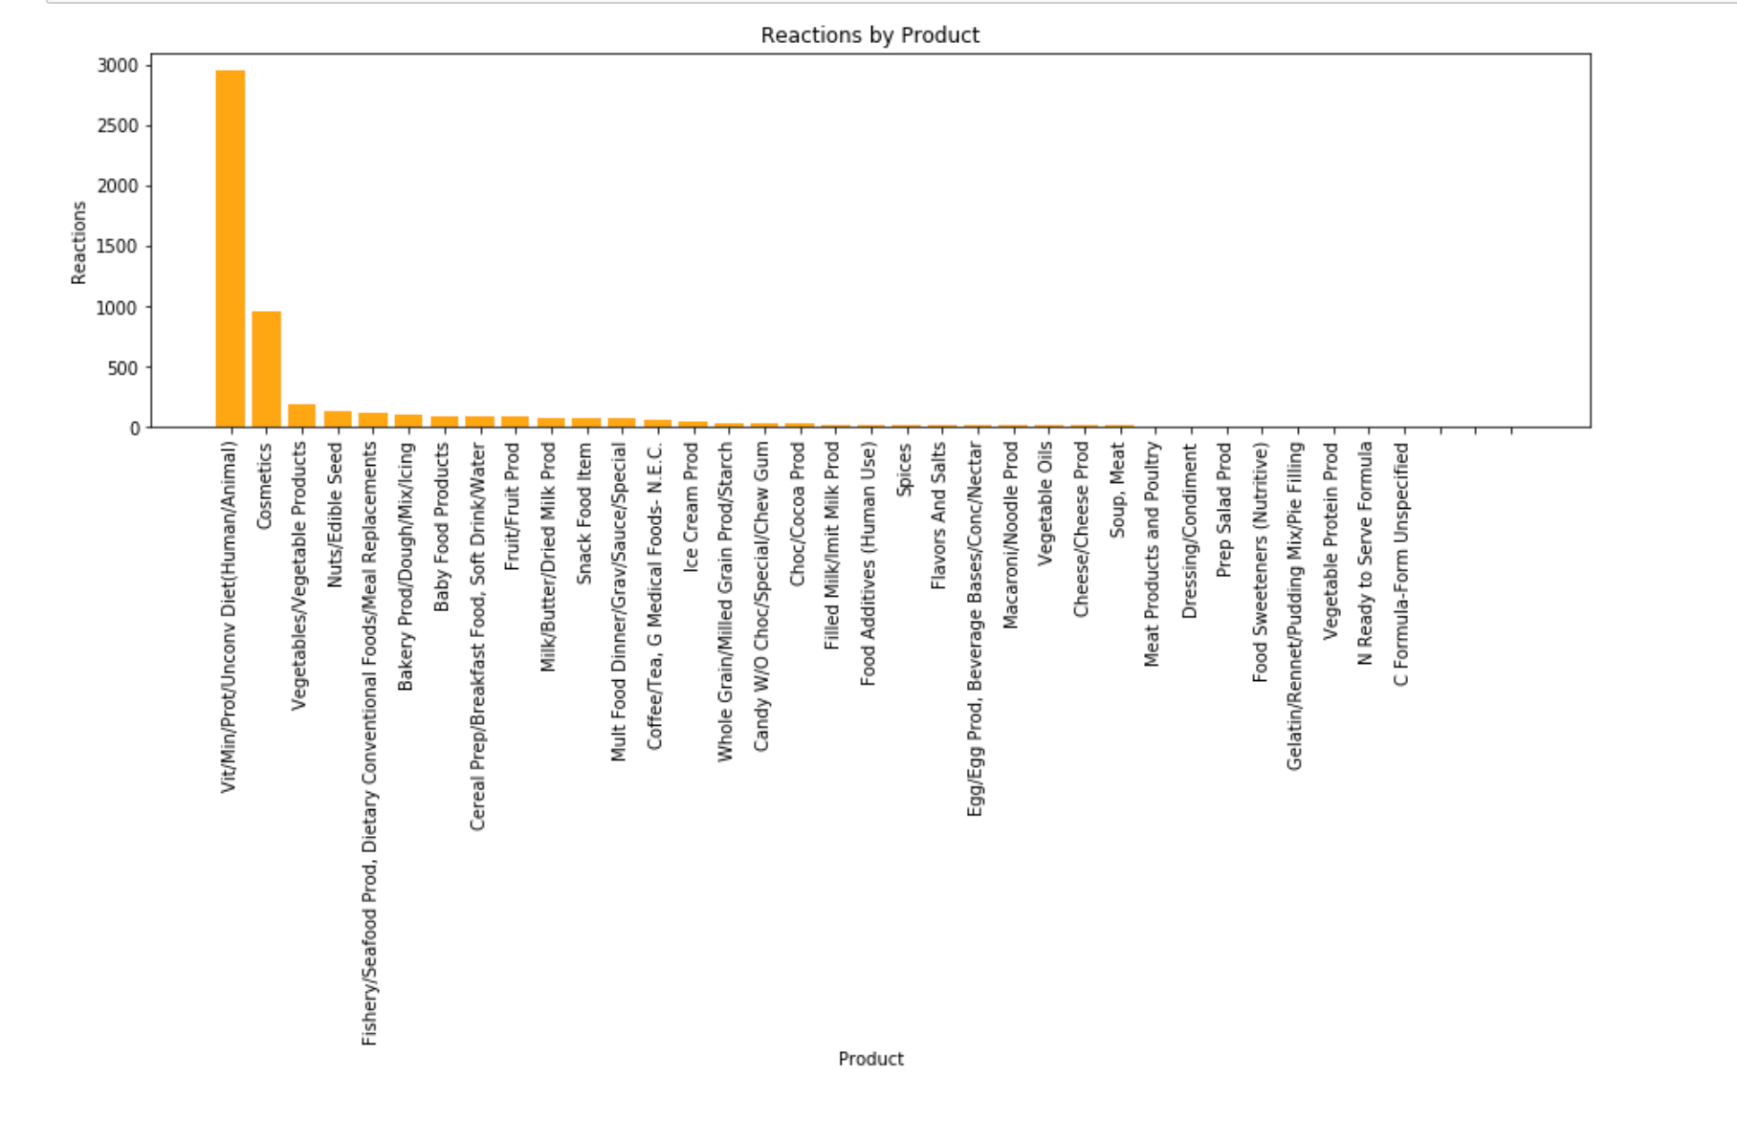 Reactions by Product
3000
2500
2000
1500
1000
500
0
Reactions
Vit/Min/Prot/Unconv Diet(Human/Animal)
Cosmetics
Vegetables/Vegetable Products
Nuts/Edible Seed
Fishery/Seafood Prod, Dietary Conventional Foods/Meal Replacements
Bakery Prod/Dough/Mix/Icing
Baby Food Products
Cereal Prep/Breakfast Food, Soft Drink/Water
Fruit/Fruit Prod
Milk/Butter/Dried Milk Prod
Snack Food Item
Mult Food Dinner/Grav/Sauce/Special
Coffee/Tea, G Medical Foods- N.E.C.
Ice Cream Prod
Whole Grain/Milled Grain Prod/Starch
Candy W/O Choc/Special/Chew Gum
Choc/Cocoa Prod
Filled Milk/Imit Milk Prod
Food Additives (Human Use)
Spices
Flavors And Salts
Egg/Egg Prod, Beverage Bases/Conc/Nectar
Macaroni/Noodle Prod
Vegetable Oils
Cheese/Cheese Prod
Soup, Meat
Meat Products and Poultry
Dressing/Condiment
Prep Salad Prod
Food Sweeteners (Nutritive)
Gelatin/Rennet/Pudding Mix/Pie Filling
Vegetable Protein Prod
N Ready to Serve Formula
C Formula-Form Unspecified
Product